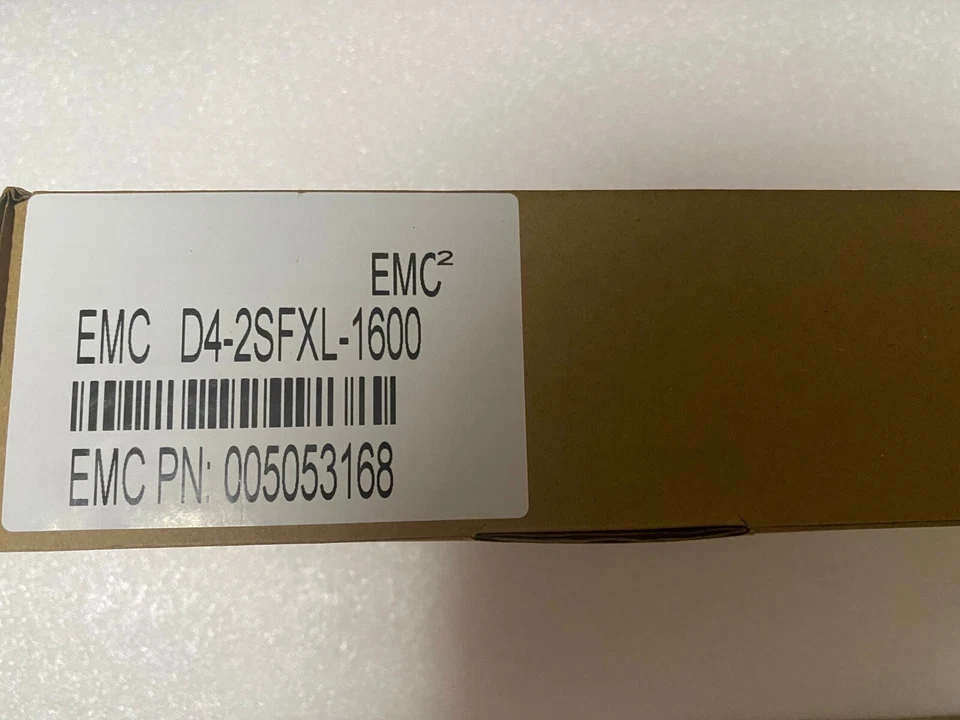 EMC²
EMC D4-2SFXL-1600
EMC PN: 005053168